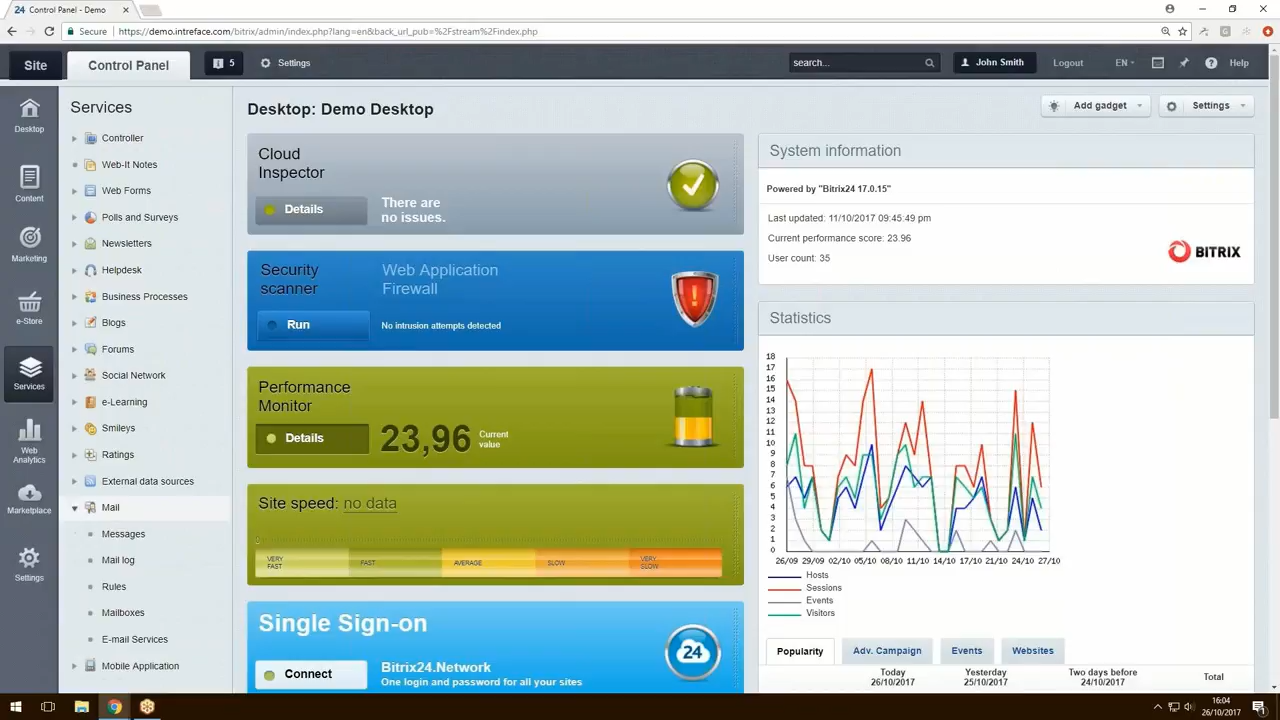 24 Control Panel - Demo
Secure https://demo.intreface.com/bitrix/admin/index.php?lang=en&back_url_pub=%2Fstream%2Findex.php
Site
Control Panel
5
Settings
search...
John Smith
Logout
EN
Help
Desktop
Content
Marketing
e-Store
Services
Web
Analytics
Marketplace
Settings
Services
Controller
Web-It Notes
Web Forms
Polls and Surveys
Newsletters
Helpdesk
Business Processes
Blogs
Forums
Social Network
e-Learning
Smileys
Ratings
External data sources
Mail
Messages
Mail log
Rules
Mailboxes
E-mail Services
Mobile Application
Desktop: Demo Desktop
Add gadget
Settings
Cloud
Inspector
Details
There are
no issues.
Security
scanner
Web Application
Firewall
Run
No intrusion attempts detected
Performance
Monitor
Details
23,96
Current
value
Site speed: no data
0
VERY
FAST
FAST
AVERAGE
SLOW
VERY
SLOW
Single Sign-on
24
Connect
Bitrix24.Network
One login and password for all your sites
System information
Powered by "Bitrix24 17.0.15"
Last updated: 11/10/2017 09:45:49 pm
Current performance score: 23.96
User count: 35
BITRIX
Statistics
18
17
16
15
14
13
12
11
10
9
8
7
6
5
4
3
2
1
0
26/09 29/09 02/10 05/10 08/10 11/10 14/10 17/10 18/10 21/10 24/10 27/10
Hosts
Sessions
Events
Visitors
Popularity
Adv. Campaign
Events
Websites
Today
26/10/2017
Yesterday
25/10/2017
Two days before
24/10/2017
Total
16:04
26/10/2017
1